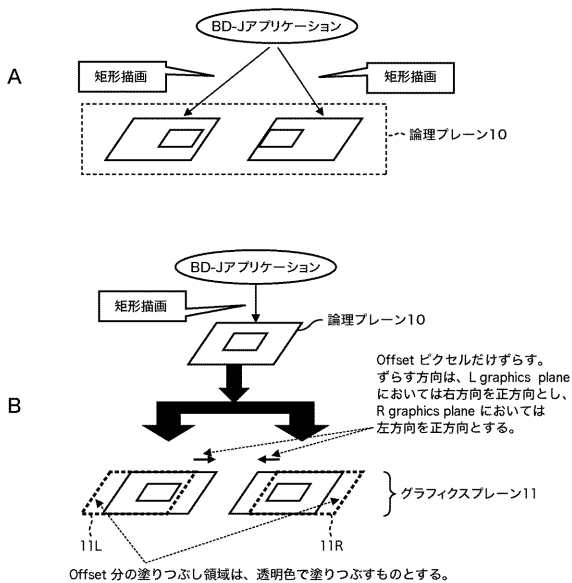 BD-Jアプリケーション
A
矩形描画
矩形描画
論理プレーン10
BD-Jアプリケーション
矩形描画
論理プレーン10
Offset ピクセルだけずらす。
ずらす方向は、L graphics plane
においては右方向を正方向とし、
R graphics plane においては
左方向を正方向とする。
B
グラフィクスプレーン11
11L
11R
Offset 分の塗りつぶし領域は、透明色で塗りつぶすものとする。